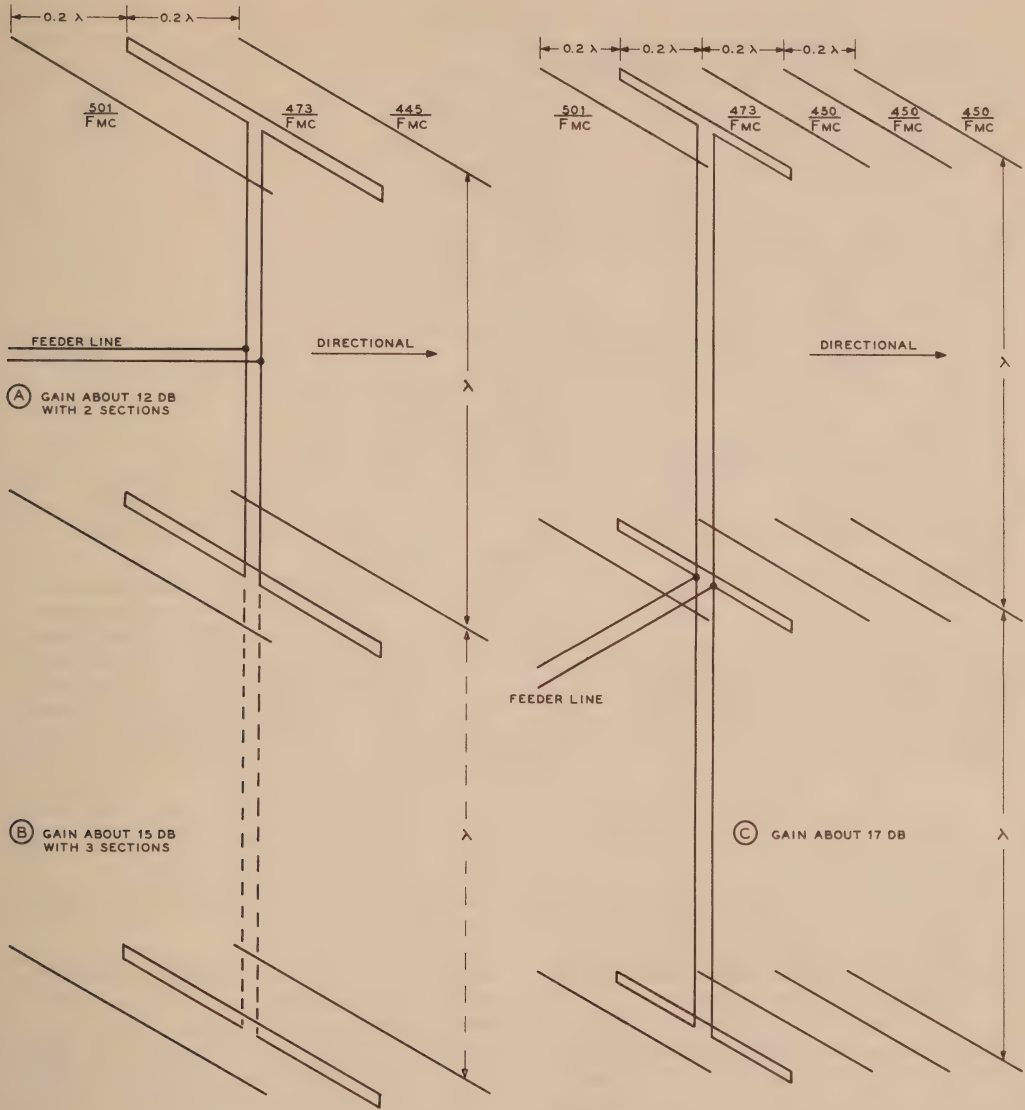 0.2 λ 0.2 λ
501
FMC
473
FMC
445
FMC
FEEDER LINE
DIRECTIONAL
λ
Ⓐ GAIN ABOUT 12 DB
WITH 2 SECTIONS
Ⓑ GAIN ABOUT 15 DB
WITH 3 SECTIONS
λ
0.2 λ 0.2 λ 0.2 λ 0.2 λ
501
FMC
473
FMC
450
FMC
450
FMC
450
FMC
DIRECTIONAL
λ
FEEDER LINE
Ⓒ GAIN ABOUT 17 DB
λ